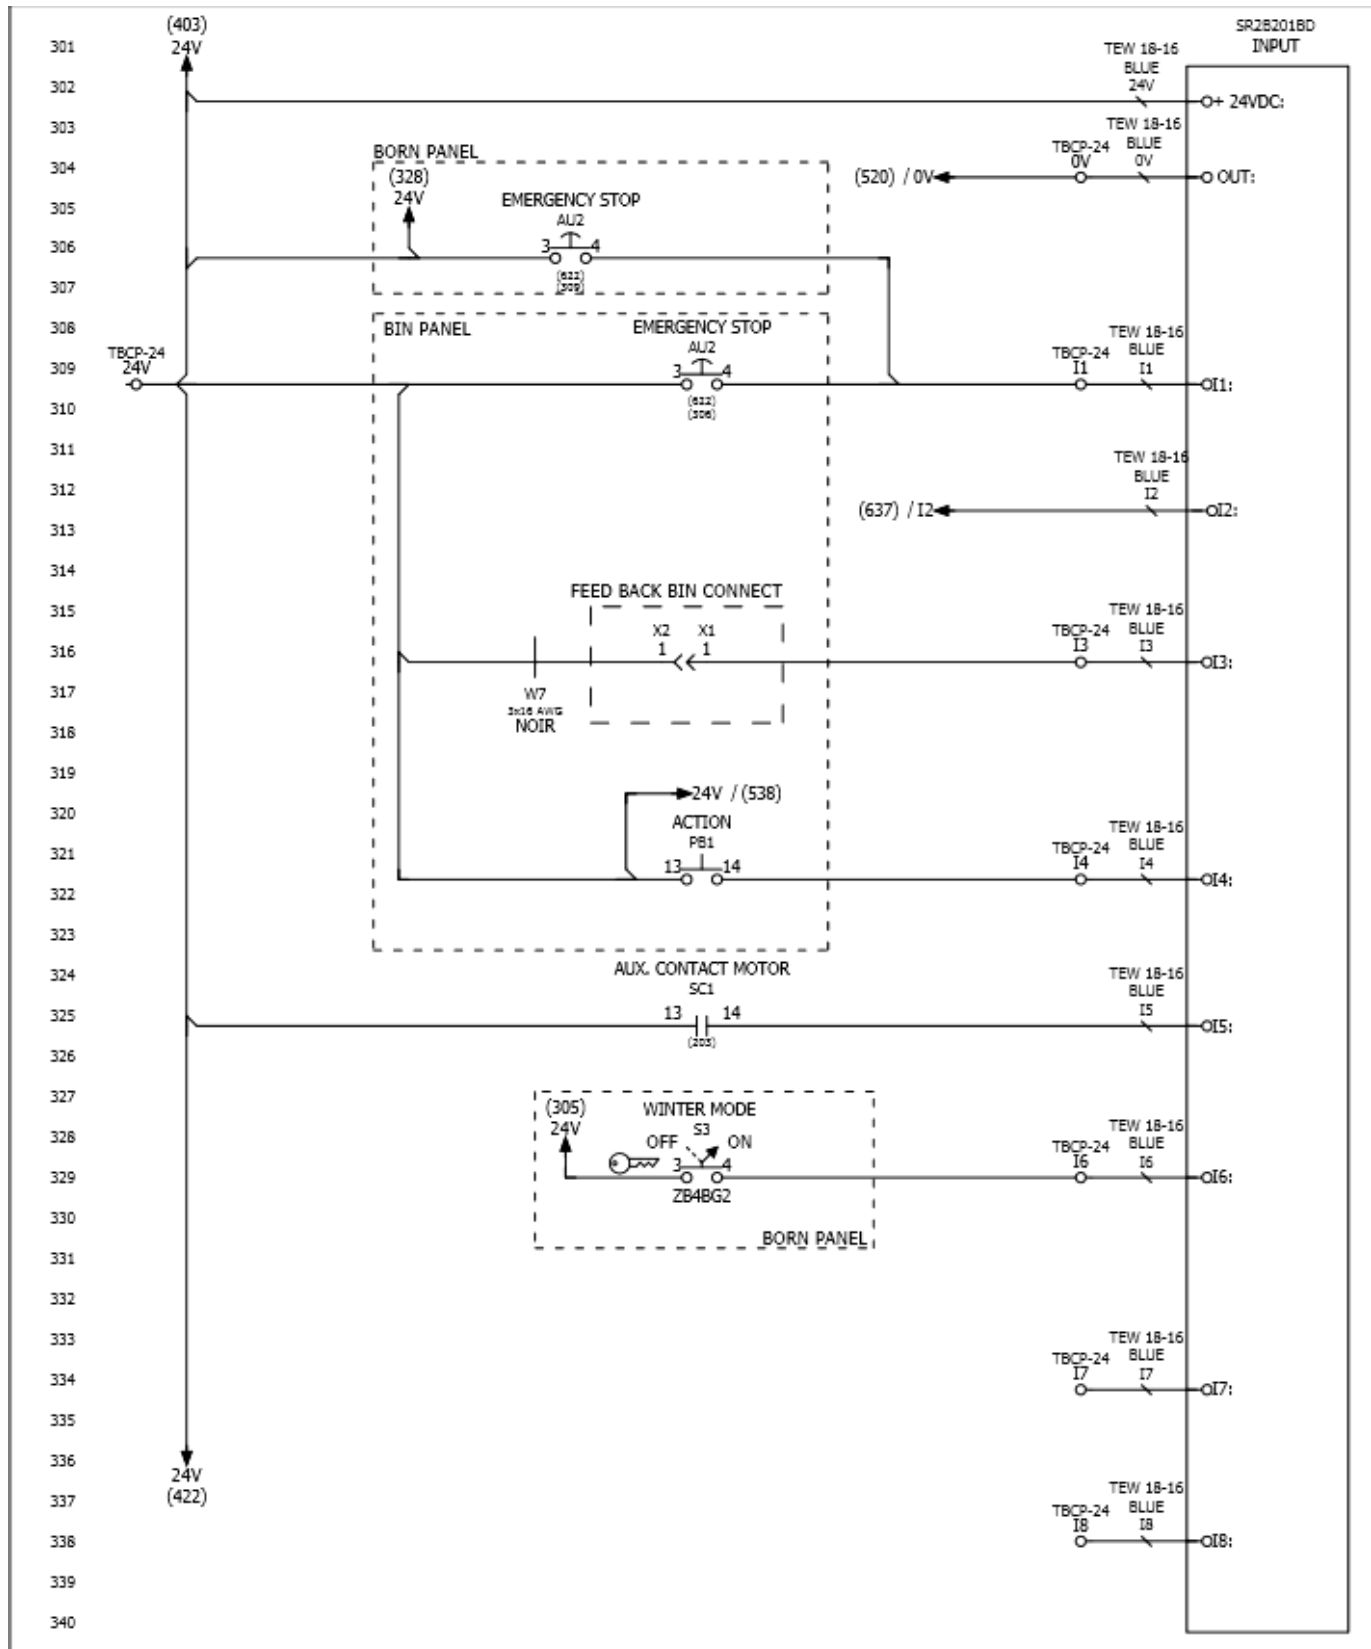 (403)
24V
SR2B201BD
INPUT
301
302
303
304
305
306
307
308
309
310
311
312
313
314
315
316
317
318
319
320
321
322
323
324
325
326
327
328
329
330
331
332
333
334
335
336
337
338
339
340
TEW 18-16
BLUE
24V
+ 24VDC:
TBCP-24
0V
TEW 18-16
BLUE
0V
(520) / 0V
OUT:
BORN PANEL
(328)
24V
EMERGENCY STOP
AU2
3 4
(622)
(309)
BIN PANEL
EMERGENCY STOP
AU2
3 4
(622)
(306)
TBCP-24
24V
TBCP-24
I1
TEW 18-16
BLUE
I1
I1:
TEW 18-16
BLUE
I2
(637) / I2
I2:
FEED BACK BIN CONNECT
X2 X1
1 1
W7
3x16 AWG
NOIR
TBCP-24
I3
TEW 18-16
BLUE
I3
I3:
24V / (538)
ACTION
PB1
13 14
TBCP-24
I4
TEW 18-16
BLUE
I4
I4:
AUX. CONTACT MOTOR
SC1
13 14
(203)
TEW 18-16
BLUE
I5
I5:
(305)
24V
WINTER MODE
S3
OFF ON
3 4
ZB4BG2
BORN PANEL
TBCP-24
I6
TEW 18-16
BLUE
I6
I6:
TBCP-24
I7
TEW 18-16
BLUE
I7
I7:
24V
(422)
TBCP-24
I8
TEW 18-16
BLUE
I8
I8: